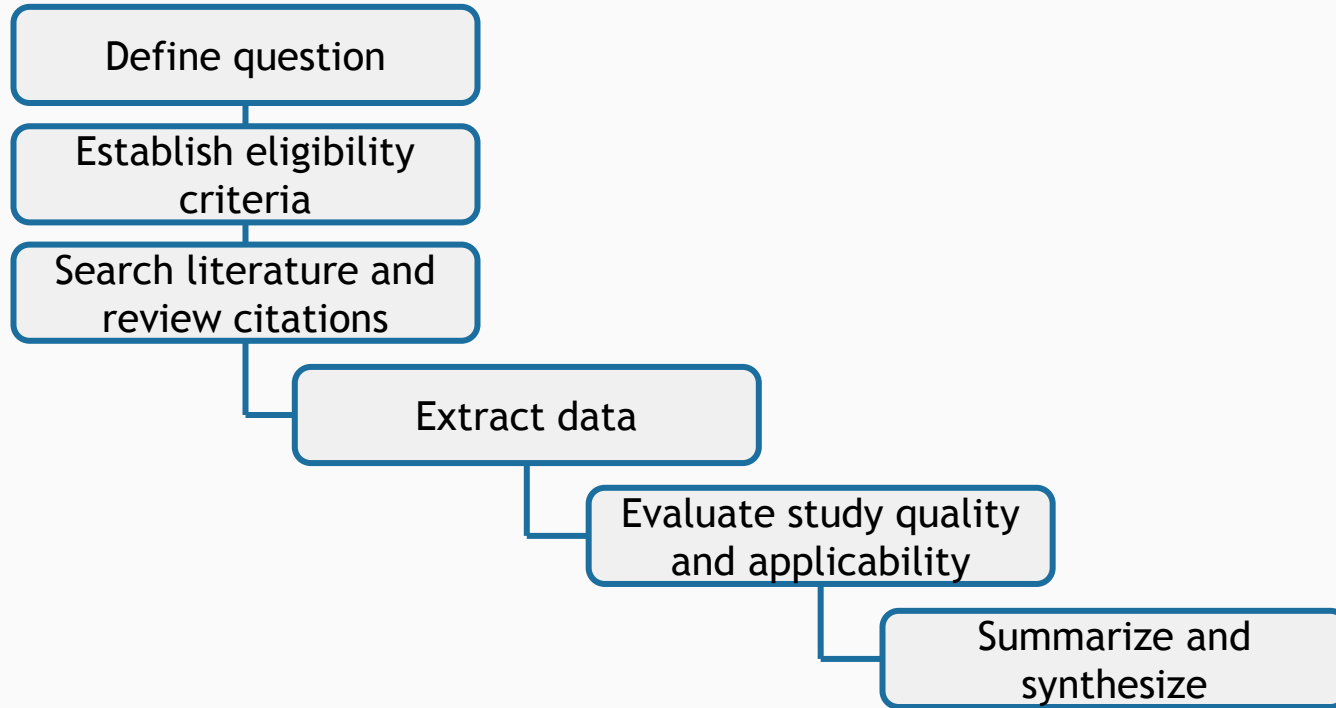 Define question
Establish eligibility
criteria
Search literature and
review citations
Extract data
Evaluate study quality
and applicability
Summarize and
synthesize